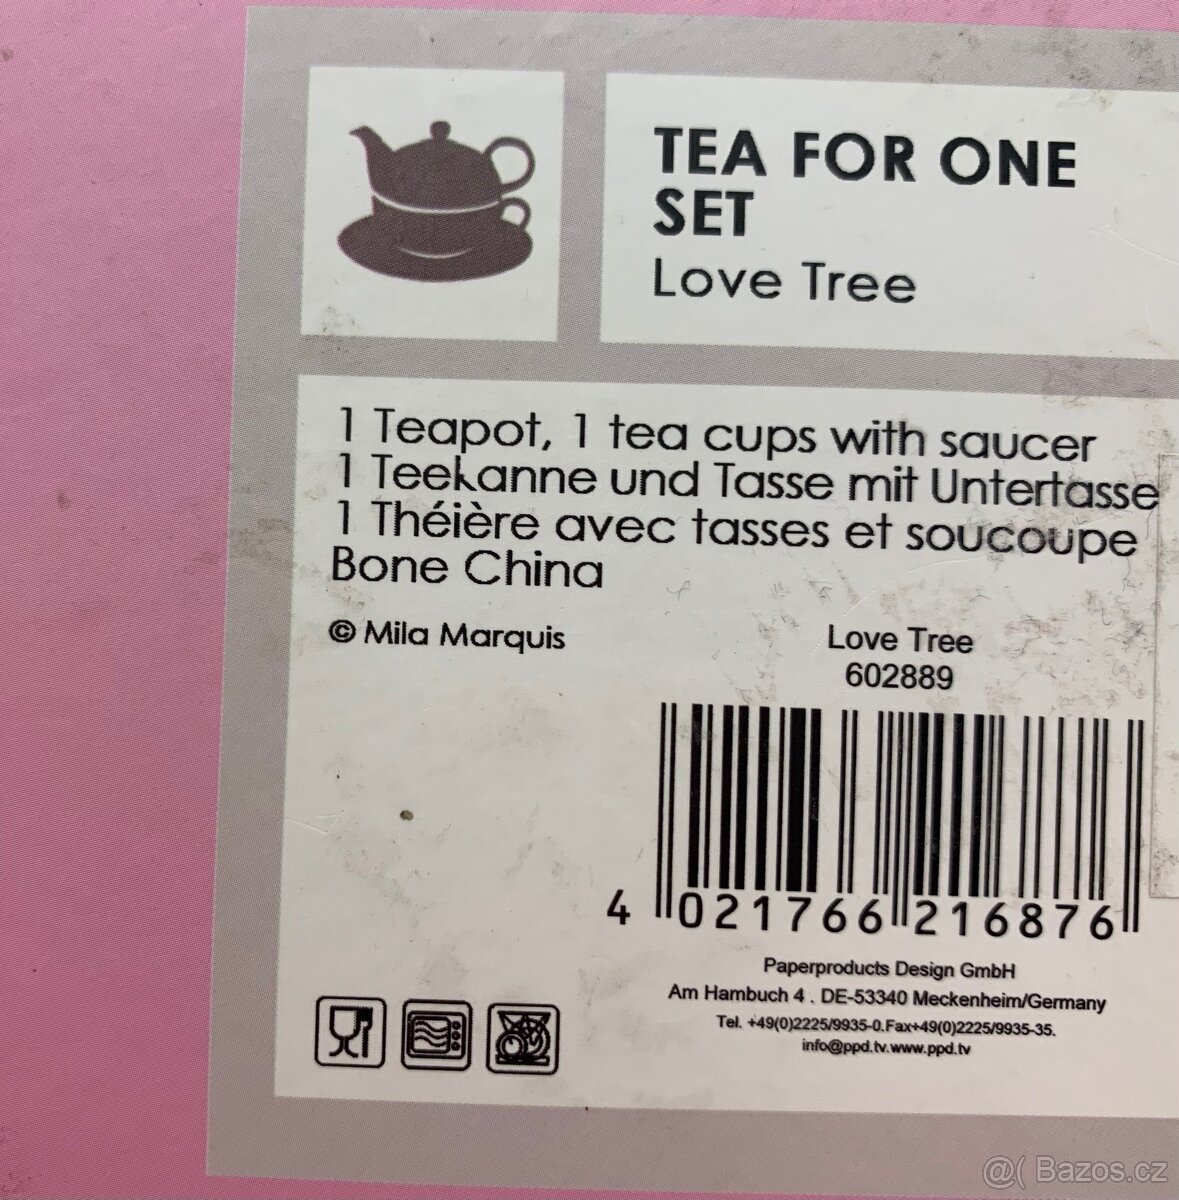 TEA FOR ONE
SET
Love Tree
1 Teapot, 1 tea cups with saucer
1 Teekanne und Tasse mit Untertasse
1 Théière avec tasses et soucoupe
Bone China
© Mila Marquis
Love Tree
602889
4 021766 216876
Paperproducts Design GmbH
Am Hambuch 4 . DE-53340 Meckenheim/Germany
Tel. +49(0)2225/9935-0.Fax+49(0)2225/9935-35.
info@ppd.tv.www.ppd.tv
@( Bazos.cz